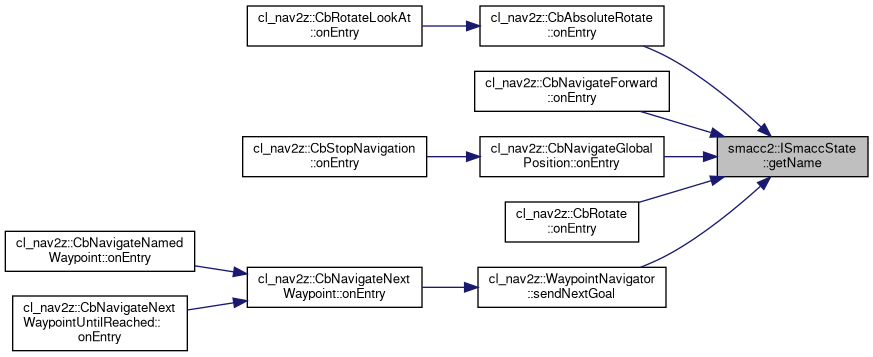 cl_nav2z::CbRotateLookAt
::onEntry
cl_nav2z::CbAbsoluteRotate
::onEntry
cl_nav2z::CbNavigateForward
::onEntry
cl_nav2z::CbStopNavigation
::onEntry
cl_nav2z::CbNavigateGlobal
Position::onEntry
smacc2::ISmaccState
::getName
cl_nav2z::CbRotate
::onEntry
cl_nav2z::CbNavigateNamed
Waypoint::onEntry
cl_nav2z::CbNavigateNext
Waypoint::onEntry
cl_nav2z::WaypointNavigator
::sendNextGoal
cl_nav2z::CbNavigateNext
WaypointUntilReached::
onEntry